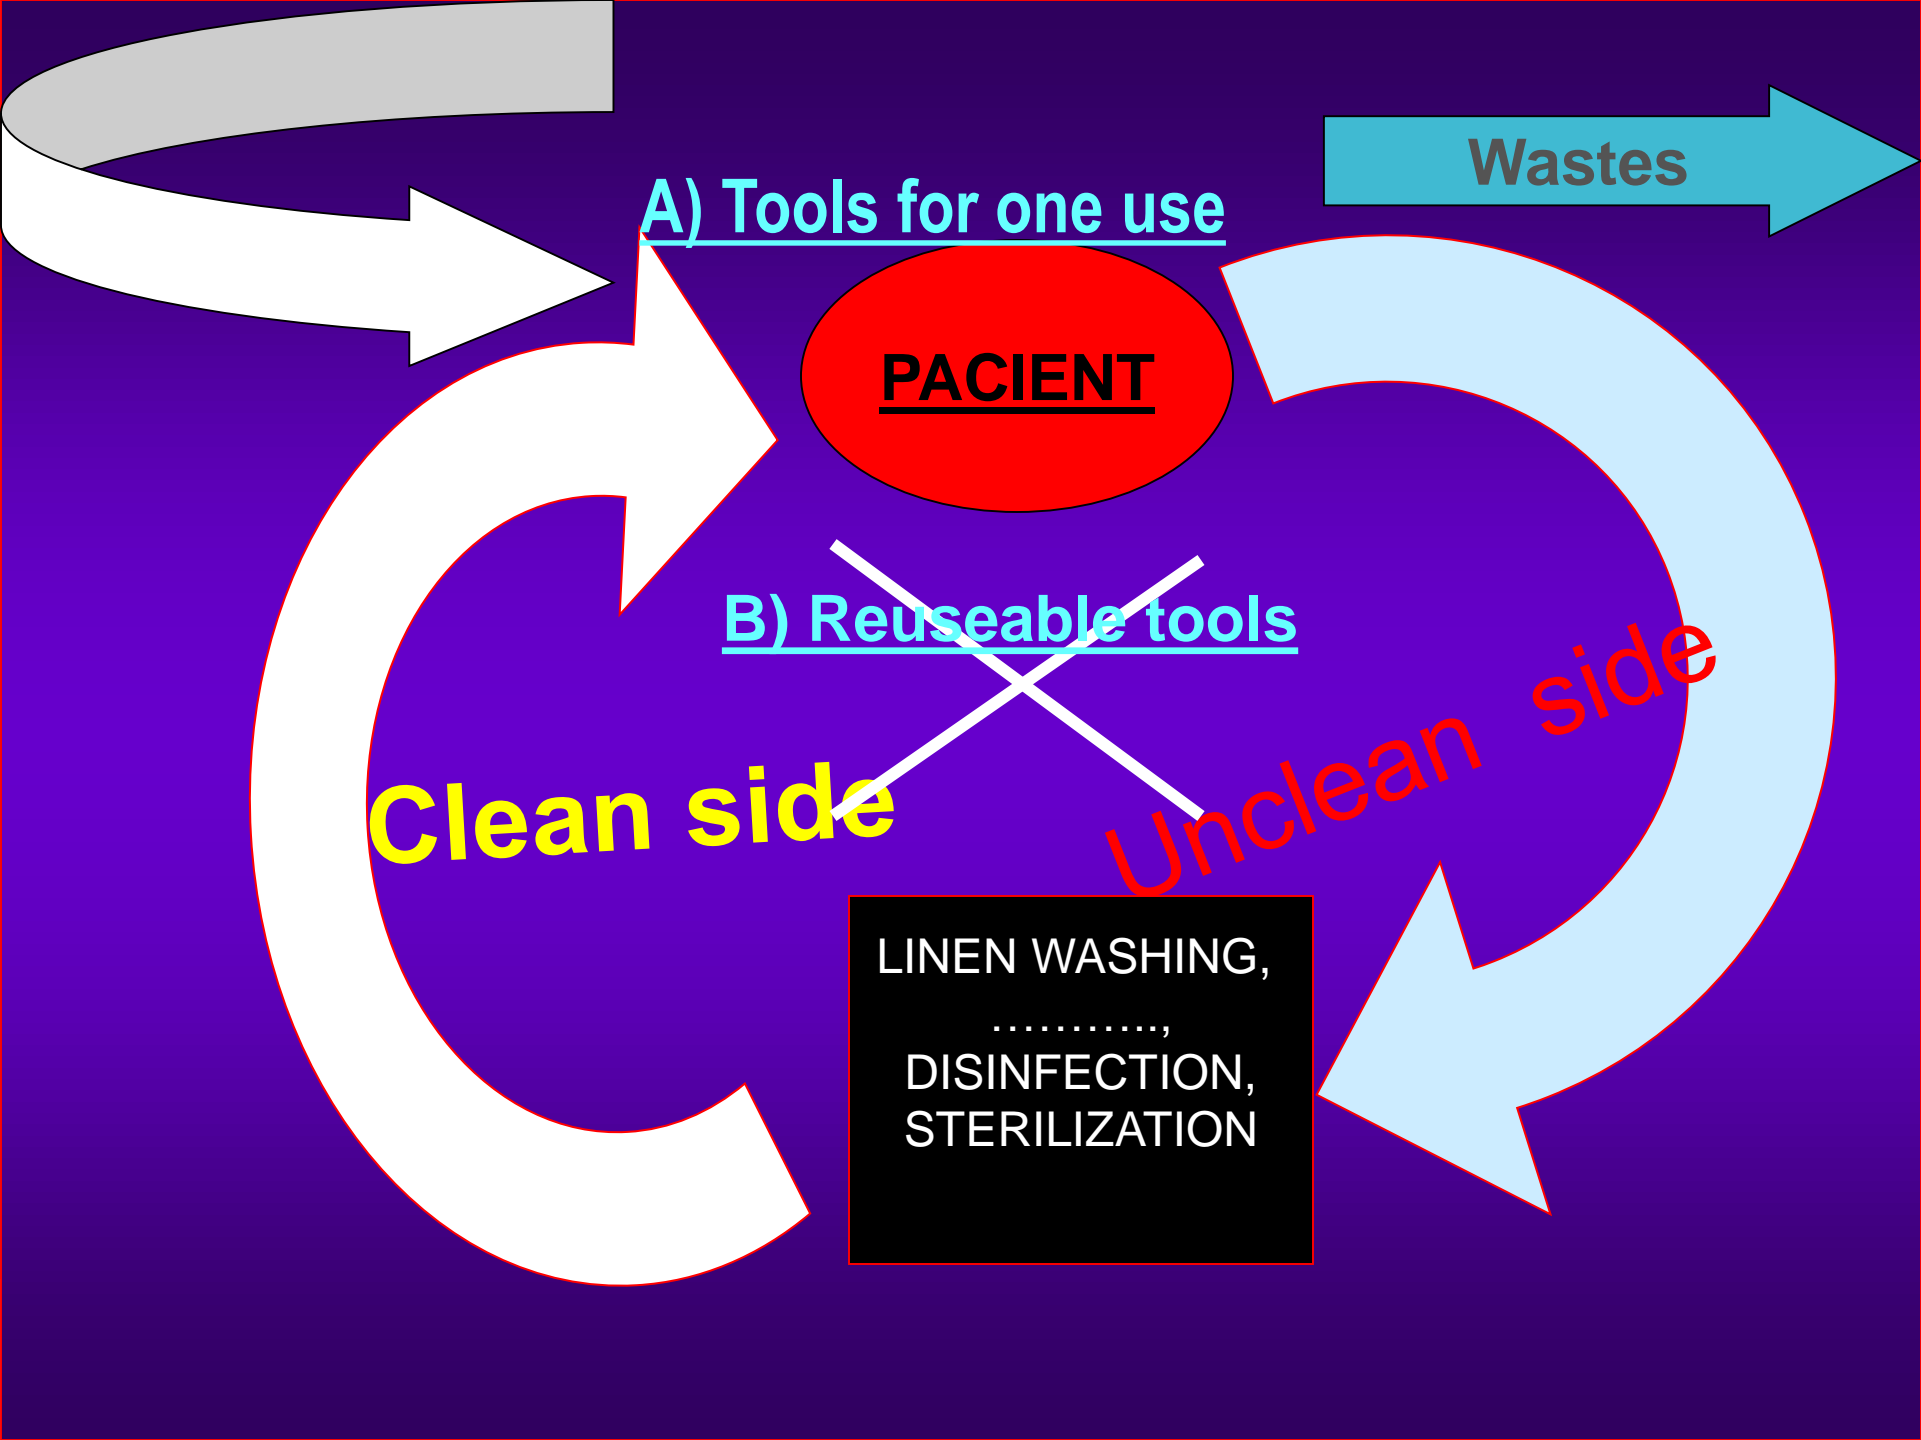 Wastes
A) Tools for one use
PACIENT
B) Reuseable tools
Clean side
Unclean side
LINEN WASHING,
………..,
DISINFECTION,
STERILIZATION